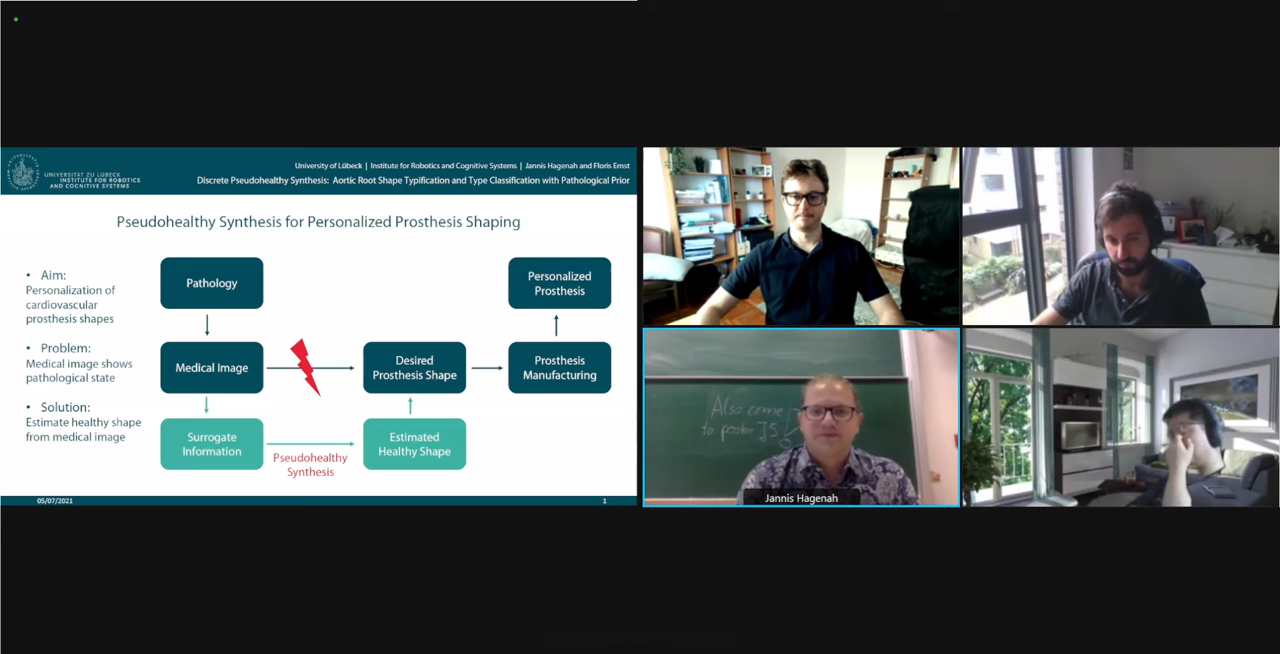 UNIVERSITÄT ZU LÜBECK
INSTITUTE FOR ROBOTICS
AND COGNITIVE SYSTEMS
University of Lübeck | Institute for Robotics and Cognitive Systems | Jannis Hagenah and Floris Ernst
Discrete Pseudohealthy Synthesis: Aortic Root Shape Typification and Type Classification with Pathological Prior
Pseudohealthy Synthesis for Personalized Prosthesis Shaping
• Aim:
Personalization of
cardiovascular
prosthesis shapes
• Problem:
Medical image shows
pathological state
• Solution:
Estimate healthy shape
from medical image
Pathology
Medical Image
Surrogate
Information
Pseudohealthy
Synthesis
Desired
Prosthesis Shape
Estimated
Healthy Shape
Personalized
Prosthesis
Prosthesis
Manufacturing
05/07/2021
1
Also come
to poster J5
Jannis Hagenah